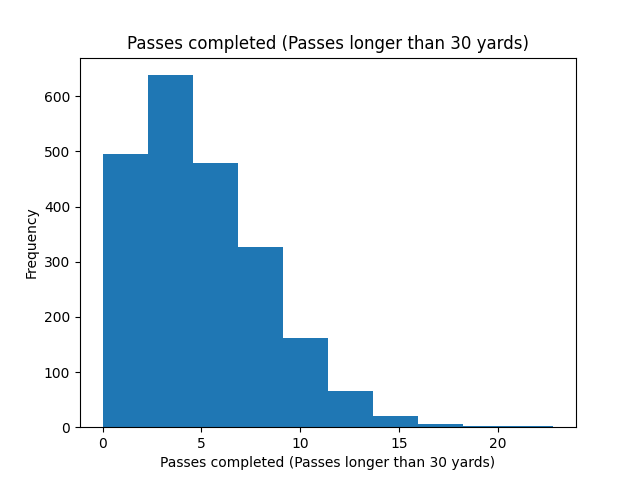 Passes completed (Passes longer than 30 yards)
600
500
400
300
200
100
0
Frequency
0 5 10 15 20
Passes completed (Passes longer than 30 yards)